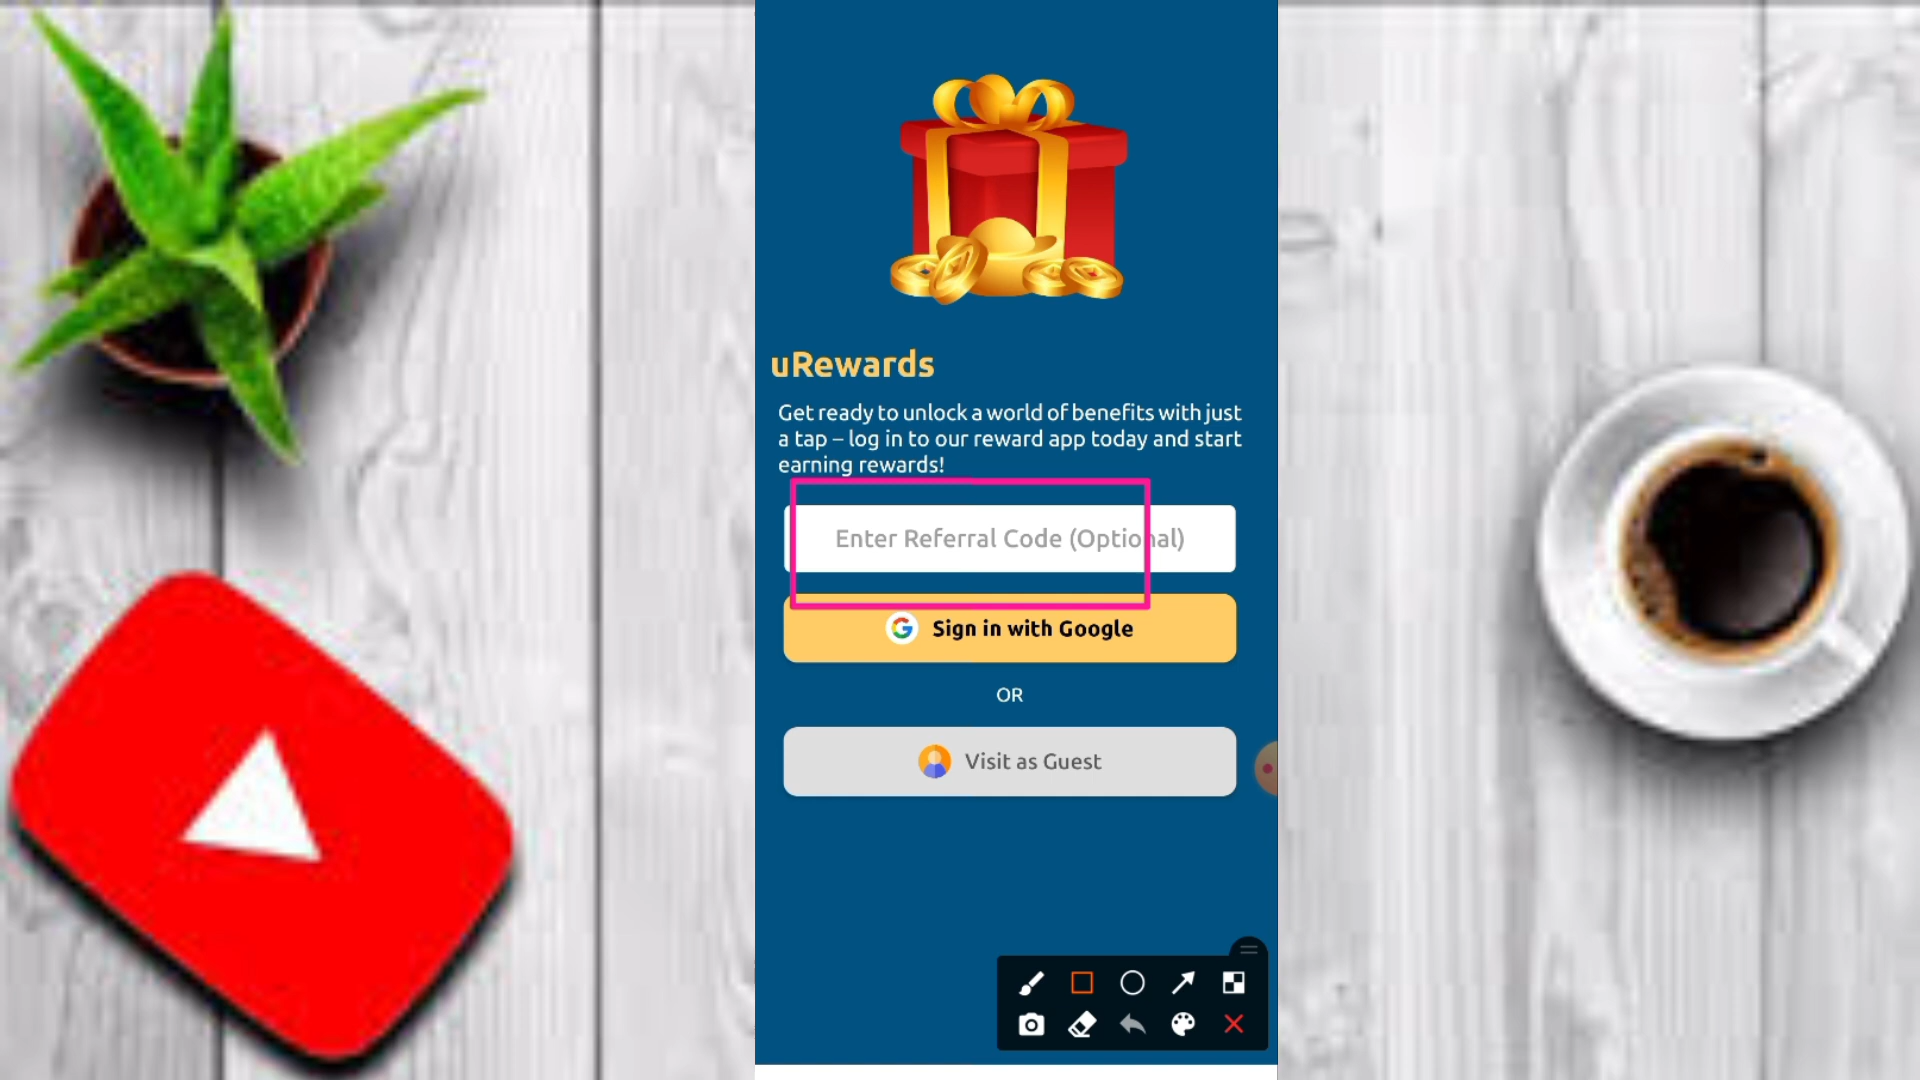 uRewards
Get ready to unlock a world of benefits with just
a tap – log in to our reward app today and start
earning rewards!
Enter Referral Code (Optional)
Sign in with Google
OR
Visit as Guest